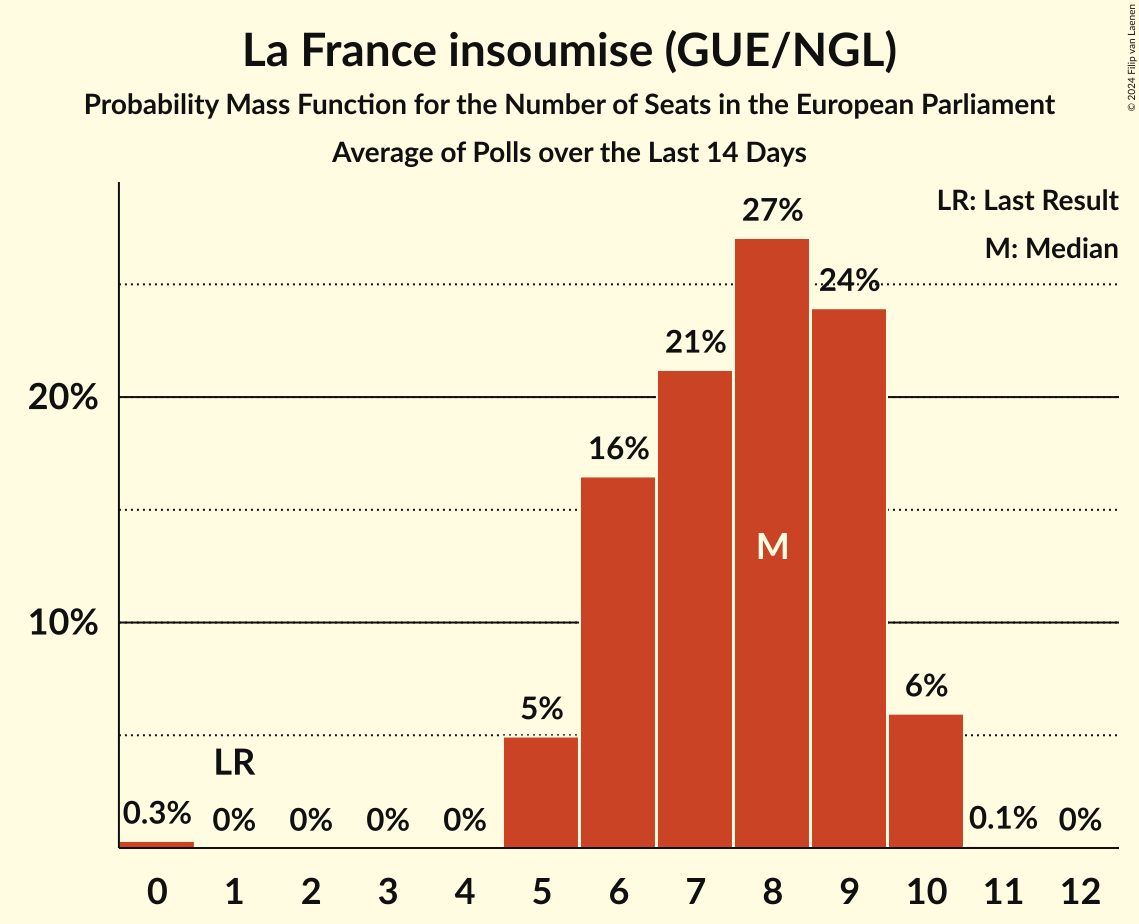 La France insoumise (GUE/NGL)
Probability Mass Function for the Number of Seats in the European Parliament
Average of Polls over the Last 14 Days
© 2024 Filip van Laenen
LR: Last Result
M: Median
27%
24%
21%
20%
16%
M
10%
6%
5%
LR
0.3% 0% 0% 0% 0% 0.1% 0%
0 1 2 3 4 5 6 7 8 9 10 11 12